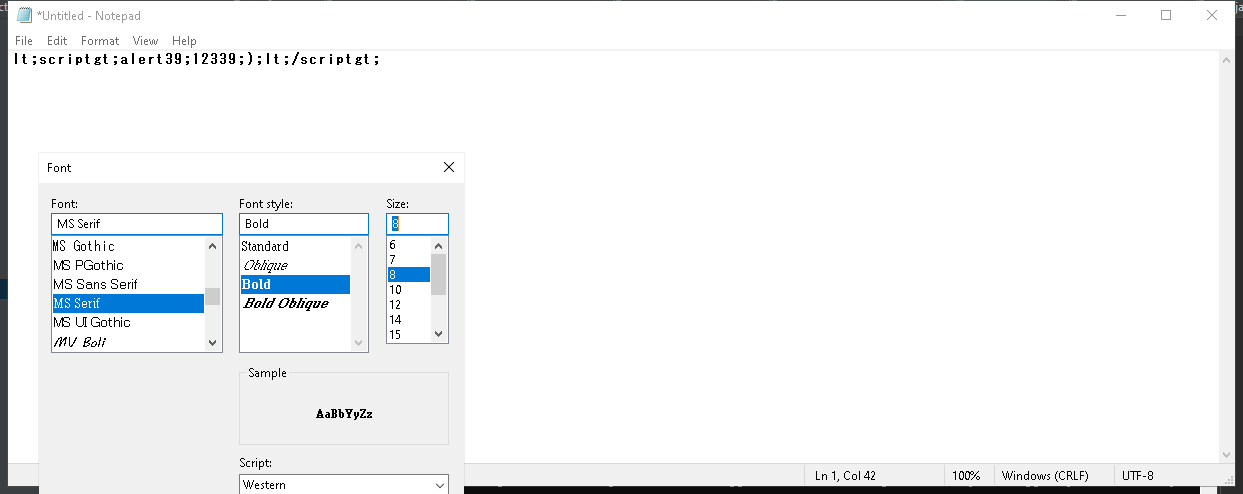 *Untitled - Notepad
File Edit Format View Help
lt;scriptgt;alert39;12339;);lt;/scriptgt;
Font
Font: Font style: Size:
MS Serif Bold 8
MS Gothic Standard 6
MS PGothic Oblique 7
MS Sans Serif Bold 8
MS Serif Bold Oblique 10
MS UI Gothic 12
MV Boli 14
15
Sample
AaBbYyZz
Script:
Western
Ln 1, Col 42 100% Windows (CRLF) UTF-8